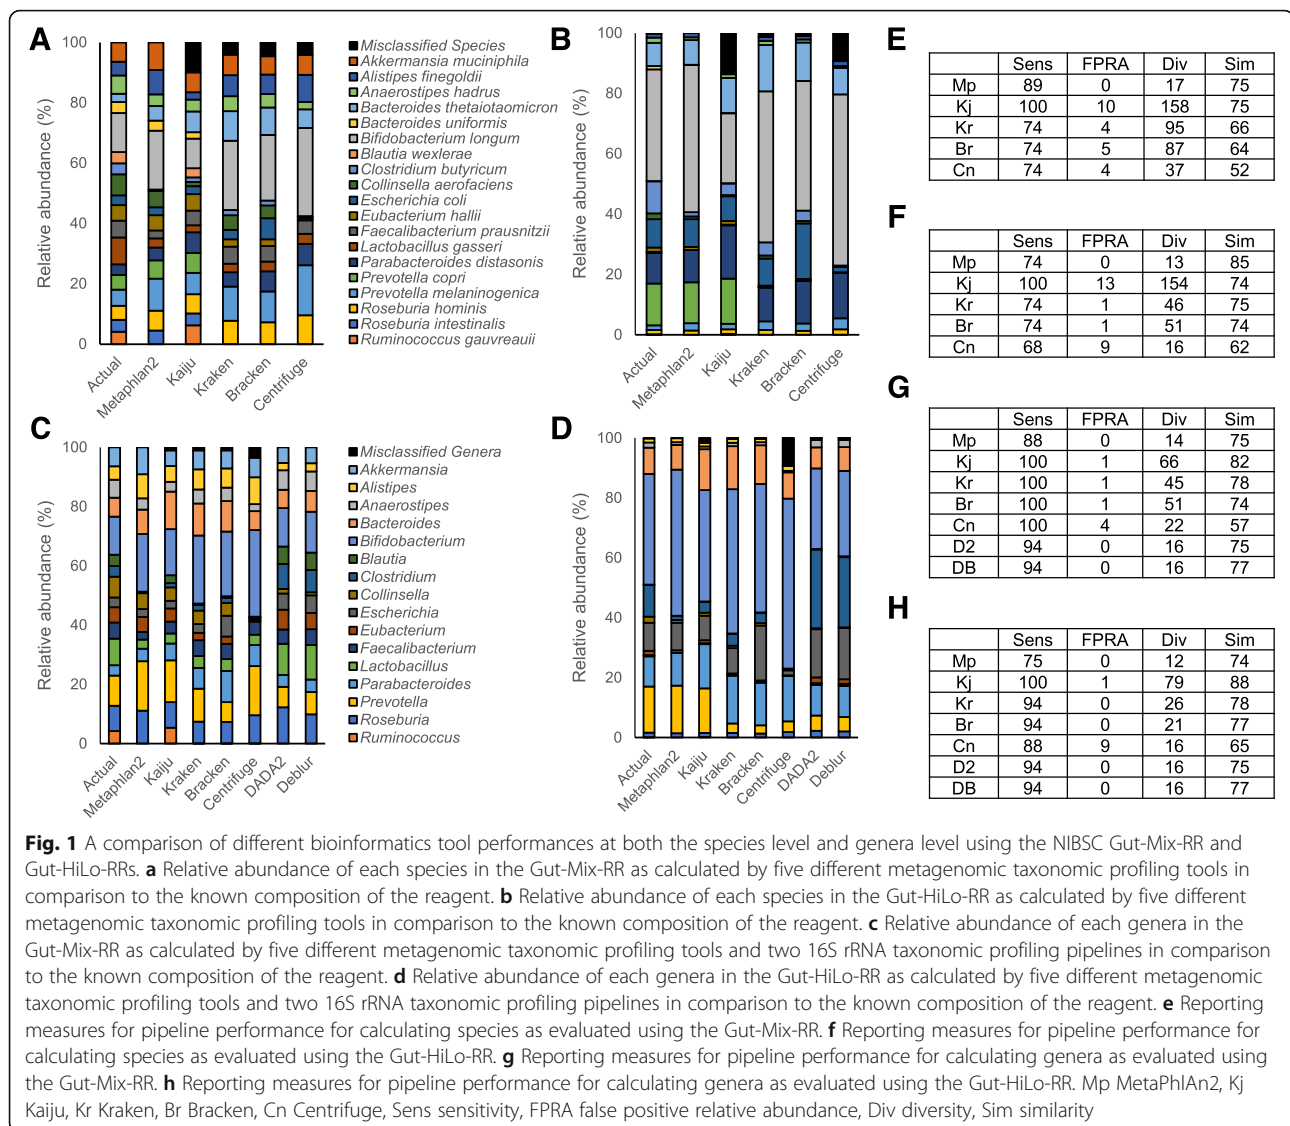 A
100
80
60
40
20
0
Relative abundance (%)
Actual
Metaphlan2
Kaiju
Kraken
Bracken
Centrifuge
Misclassified Species
Akkermansia muciniphila
Alistipes finegoldii
Anaerostipes hadrus
Bacteroides thetaiotaomicron
Bacteroides uniformis
Bifidobacterium longum
Blautia wexlerae
Clostridium butyricum
Collinsella aerofaciens
Escherichia coli
Eubacterium hallii
Faecalibacterium prausnitzii
Lactobacillus gasseri
Parabacteroides distasonis
Prevotella copri
Prevotella melaninogenica
Roseburia hominis
Roseburia intestinalis
Ruminococcus gauvreauii
B
100
80
60
40
20
0
Relative abundance (%)
Actual
Metaphlan2
Kaiju
Kraken
Bracken
Centrifuge
E
Sens FPRA Div Sim
Mp 89 0 17 75
Kj 100 10 158 75
Kr 74 4 95 66
Br 74 5 87 64
Cn 74 4 37 52
F
Sens FPRA Div Sim
Mp 74 0 13 85
Kj 100 13 154 74
Kr 74 1 46 75
Br 74 1 51 74
Cn 68 9 16 62
C
100
80
60
40
20
0
Relative abundance (%)
Actual
Metaphlan2
Kaiju
Kraken
Bracken
Centrifuge
DADA2
Deblur
Misclassified Genera
Akkermansia
Alistipes
Anaerostipes
Bacteroides
Bifidobacterium
Blautia
Clostridium
Collinsella
Escherichia
Eubacterium
Faecalibacterium
Lactobacillus
Parabacteroides
Prevotella
Roseburia
Ruminococcus
D
100
80
60
40
20
0
Relative abundance (%)
Actual
Metaphlan2
Kaiju
Kraken
Bracken
Centrifuge
DADA2
Deblur
G
Sens FPRA Div Sim
Mp 88 0 14 75
Kj 100 1 66 82
Kr 100 1 45 78
Br 100 1 51 74
Cn 100 4 22 57
D2 94 0 16 75
DB 94 0 16 77
H
Sens FPRA Div Sim
Mp 75 0 12 74
Kj 100 1 79 88
Kr 94 0 26 78
Br 94 0 21 77
Cn 88 9 16 65
D2 94 0 16 75
DB 94 0 16 77
Fig. 1 A comparison of different bioinformatics tool performances at both the species level and genera level using the NIBSC Gut-Mix-RR and
Gut-HiLo-RRs. a Relative abundance of each species in the Gut-Mix-RR as calculated by five different metagenomic taxonomic profiling tools in
comparison to the known composition of the reagent. b Relative abundance of each species in the Gut-HiLo-RR as calculated by five different
metagenomic taxonomic profiling tools in comparison to the known composition of the reagent. c Relative abundance of each genera in the
Gut-Mix-RR as calculated by five different metagenomic taxonomic profiling tools and two 16S rRNA taxonomic profiling pipelines in comparison
to the known composition of the reagent. d Relative abundance of each genera in the Gut-HiLo-RR as calculated by five different metagenomic
taxonomic profiling tools and two 16S rRNA taxonomic profiling pipelines in comparison to the known composition of the reagent. e Reporting
measures for pipeline performance for calculating species as evaluated using the Gut-Mix-RR. f Reporting measures for pipeline performance for
calculating species as evaluated using the Gut-HiLo-RR. g Reporting measures for pipeline performance for calculating genera as evaluated using
the Gut-Mix-RR. h Reporting measures for pipeline performance for calculating genera as evaluated using the Gut-HiLo-RR. Mp MetaPhlAn2, Kj
Kaiju, Kr Kraken, Br Bracken, Cn Centrifuge, Sens sensitivity, FPRA false positive relative abundance, Div diversity, Sim similarity